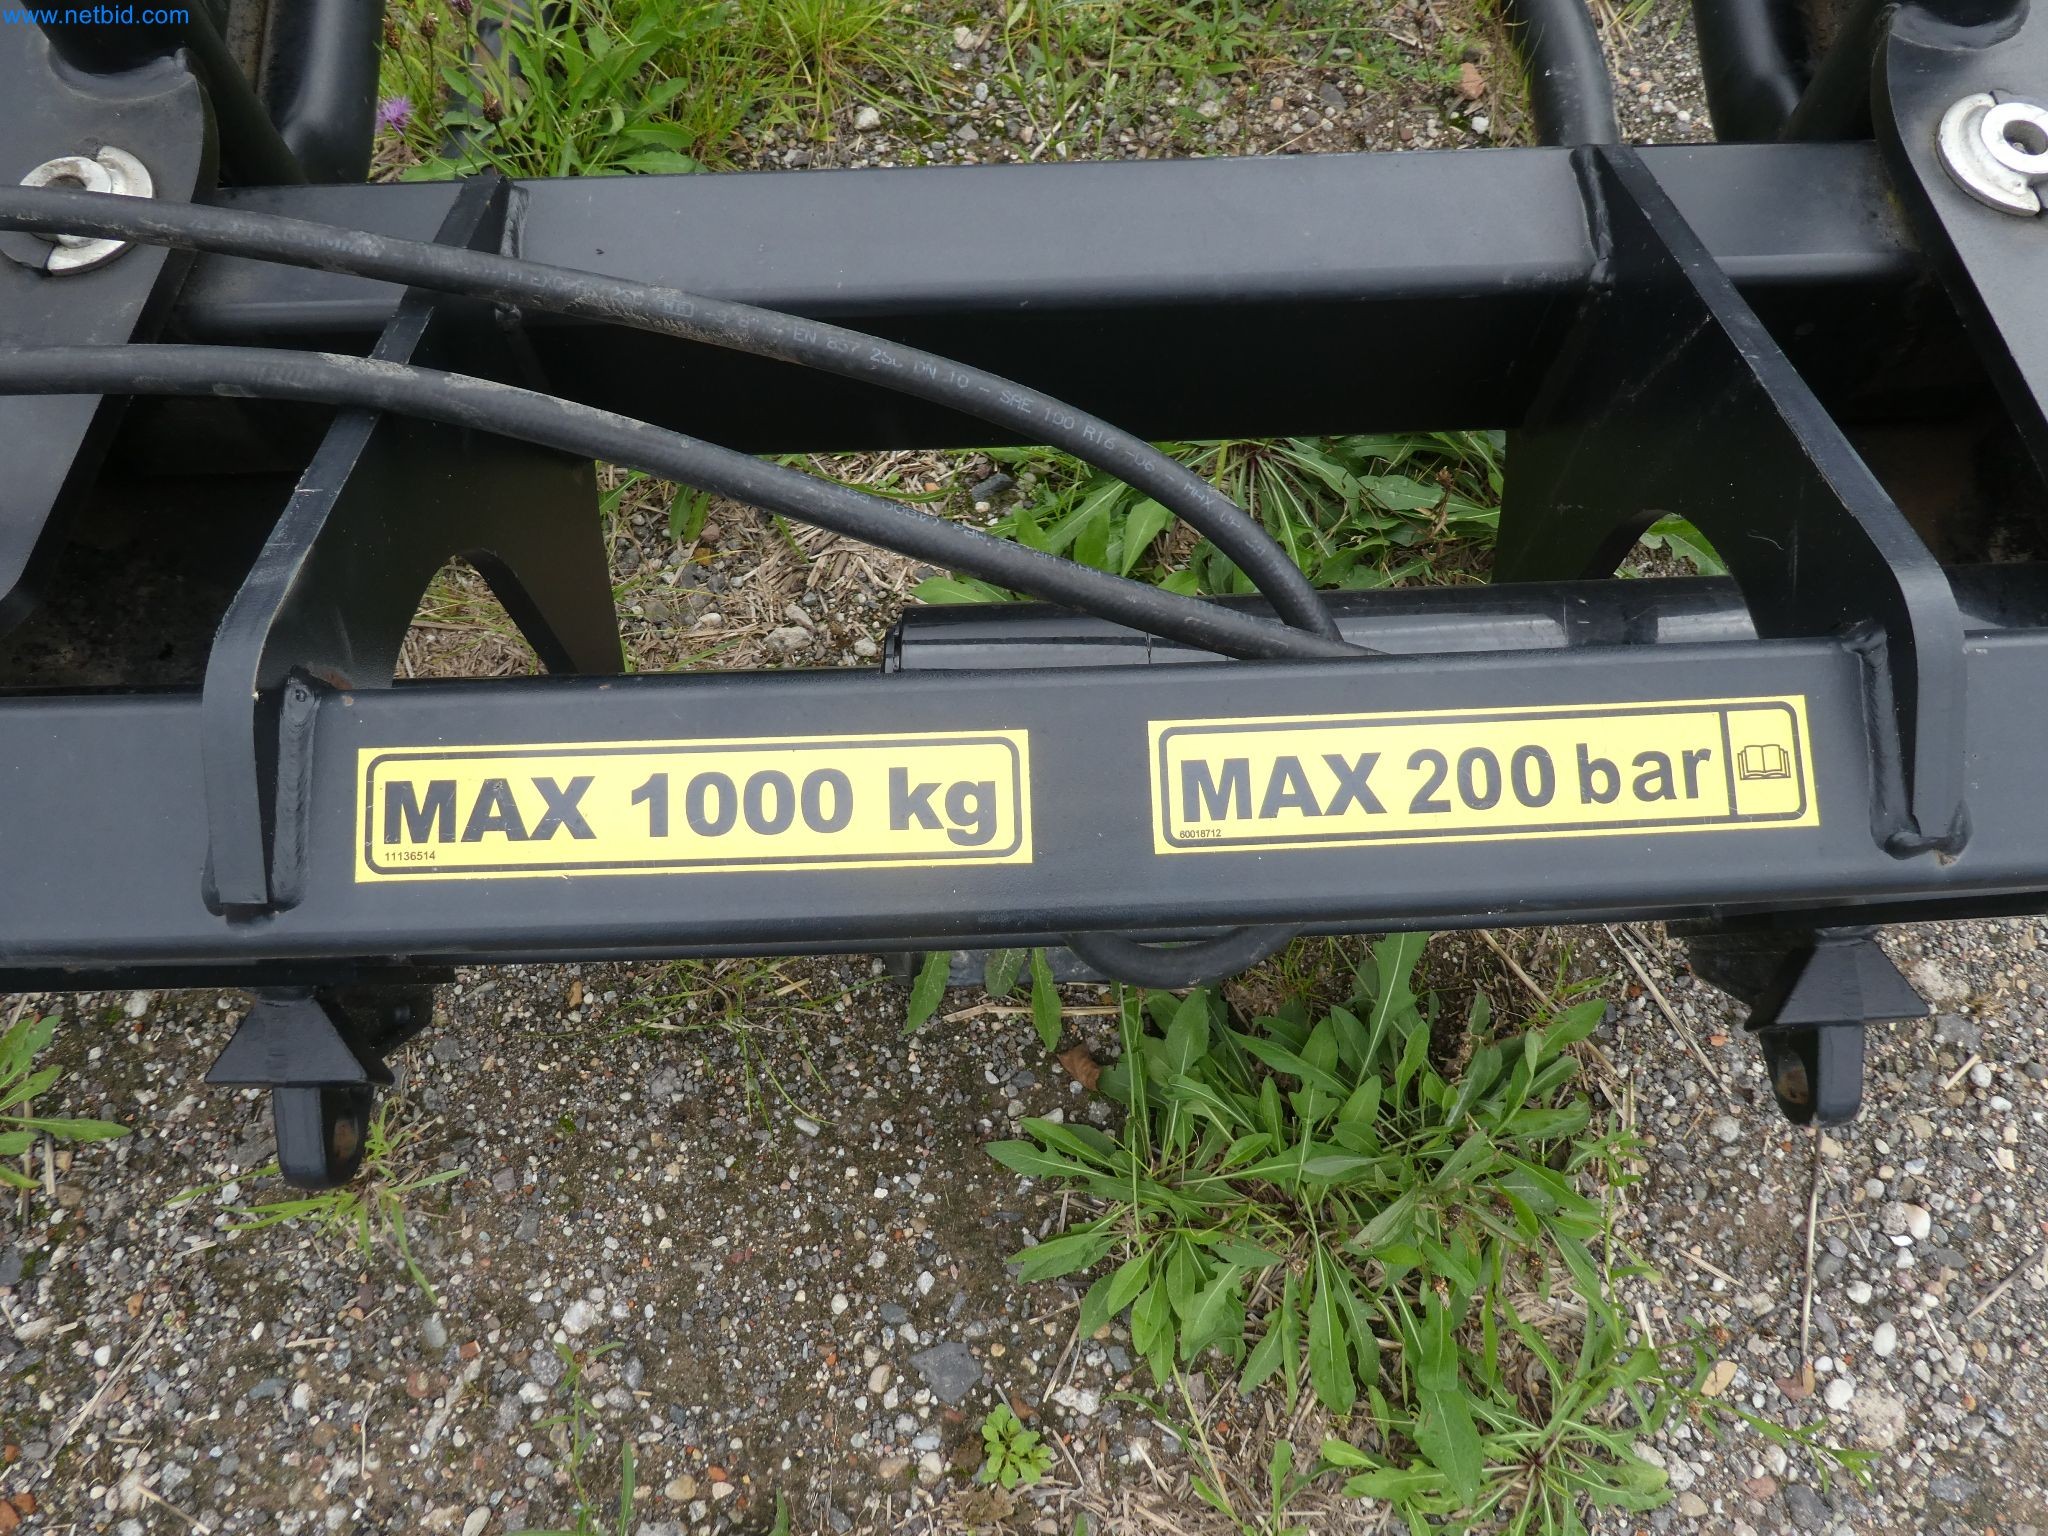 www.netbid.com
EN 857 2SC DN 10 - SAE 100 R16 -06 -
MAX 1000 kg
11136514
MAX 200 bar
60018712